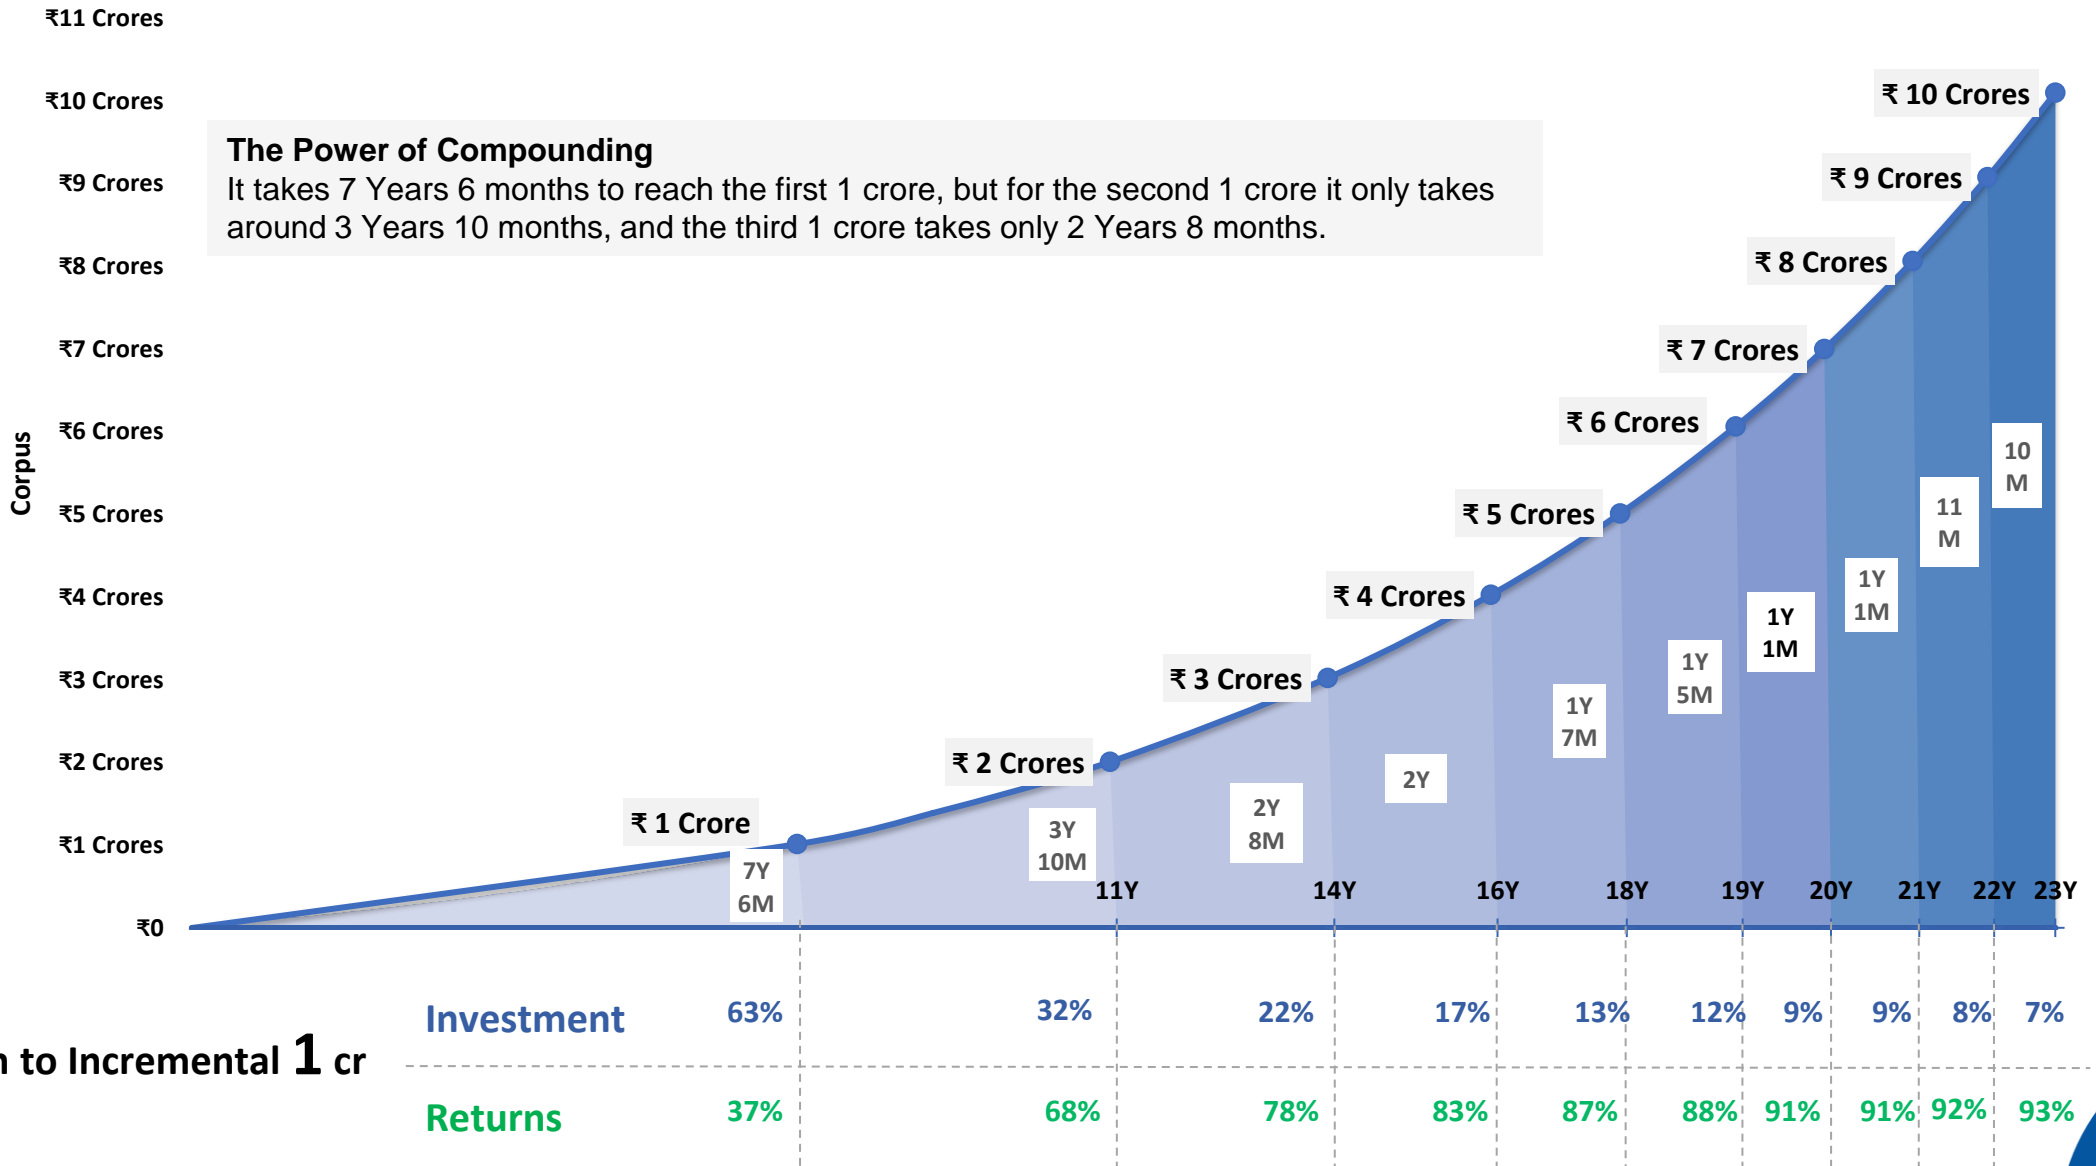 ₹11 Crores
₹10 Crores
₹9 Crores
₹8 Crores
₹7 Crores
₹6 Crores
₹5 Crores
₹4 Crores
₹3 Crores
₹2 Crores
₹1 Crores
₹0
Corpus
The Power of Compounding
It takes 7 Years 6 months to reach the first 1 crore, but for the second 1 crore it only takes
around 3 Years 10 months, and the third 1 crore takes only 2 Years 8 months.
₹ 1 Crore
₹ 2 Crores
₹ 3 Crores
₹ 4 Crores
₹ 5 Crores
₹ 6 Crores
₹ 7 Crores
₹ 8 Crores
₹ 9 Crores
₹ 10 Crores
7Y
6M
3Y
10M
2Y
8M
2Y
1Y
7M
1Y
5M
1Y
1M
1Y
1M
11
M
10
M
11Y 14Y 16Y 18Y 19Y 20Y 21Y 22Y 23Y
Investment 63% 32% 22% 17% 13% 12% 9% 9% 8% 7%
to Incremental 1 cr
Returns 37% 68% 78% 83% 87% 88% 91% 91% 92% 93%